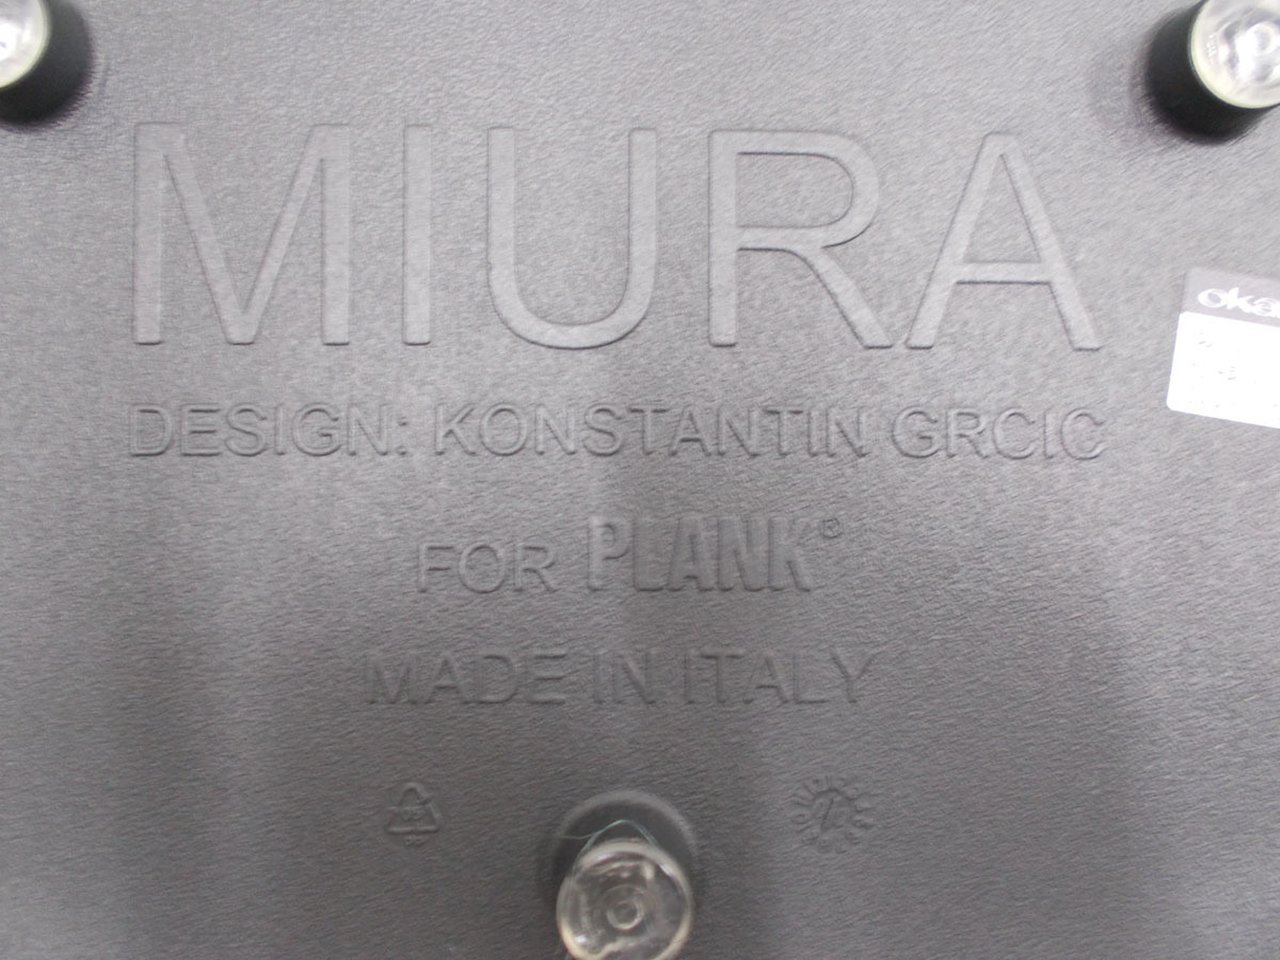 MIURA
DESIGN: KONSTANTIN GRCIC
FOR PLANK®
MADE IN ITALY